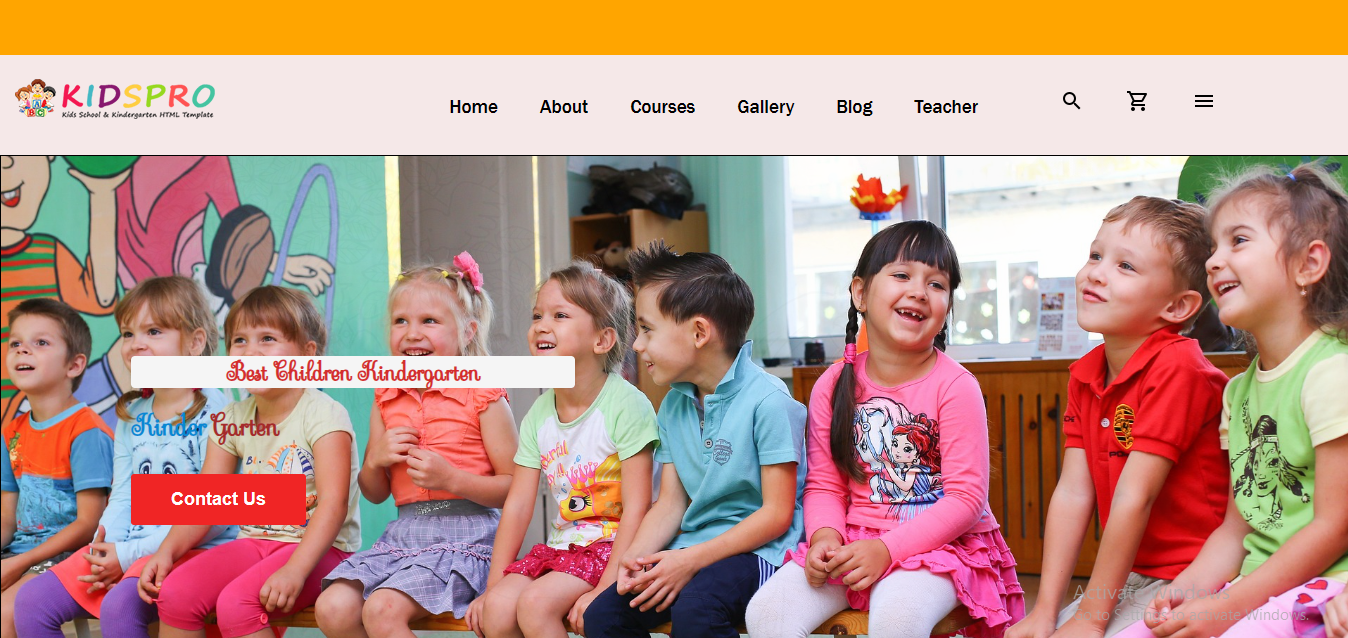 KIDSPRO
Kids School & Kindergarten HTML Template
Home About Courses Gallery Blog Teacher
Best Children Kindergarten
Kinder Garten
Contact Us
Activate Windows
Go to Settings to activate Windows.